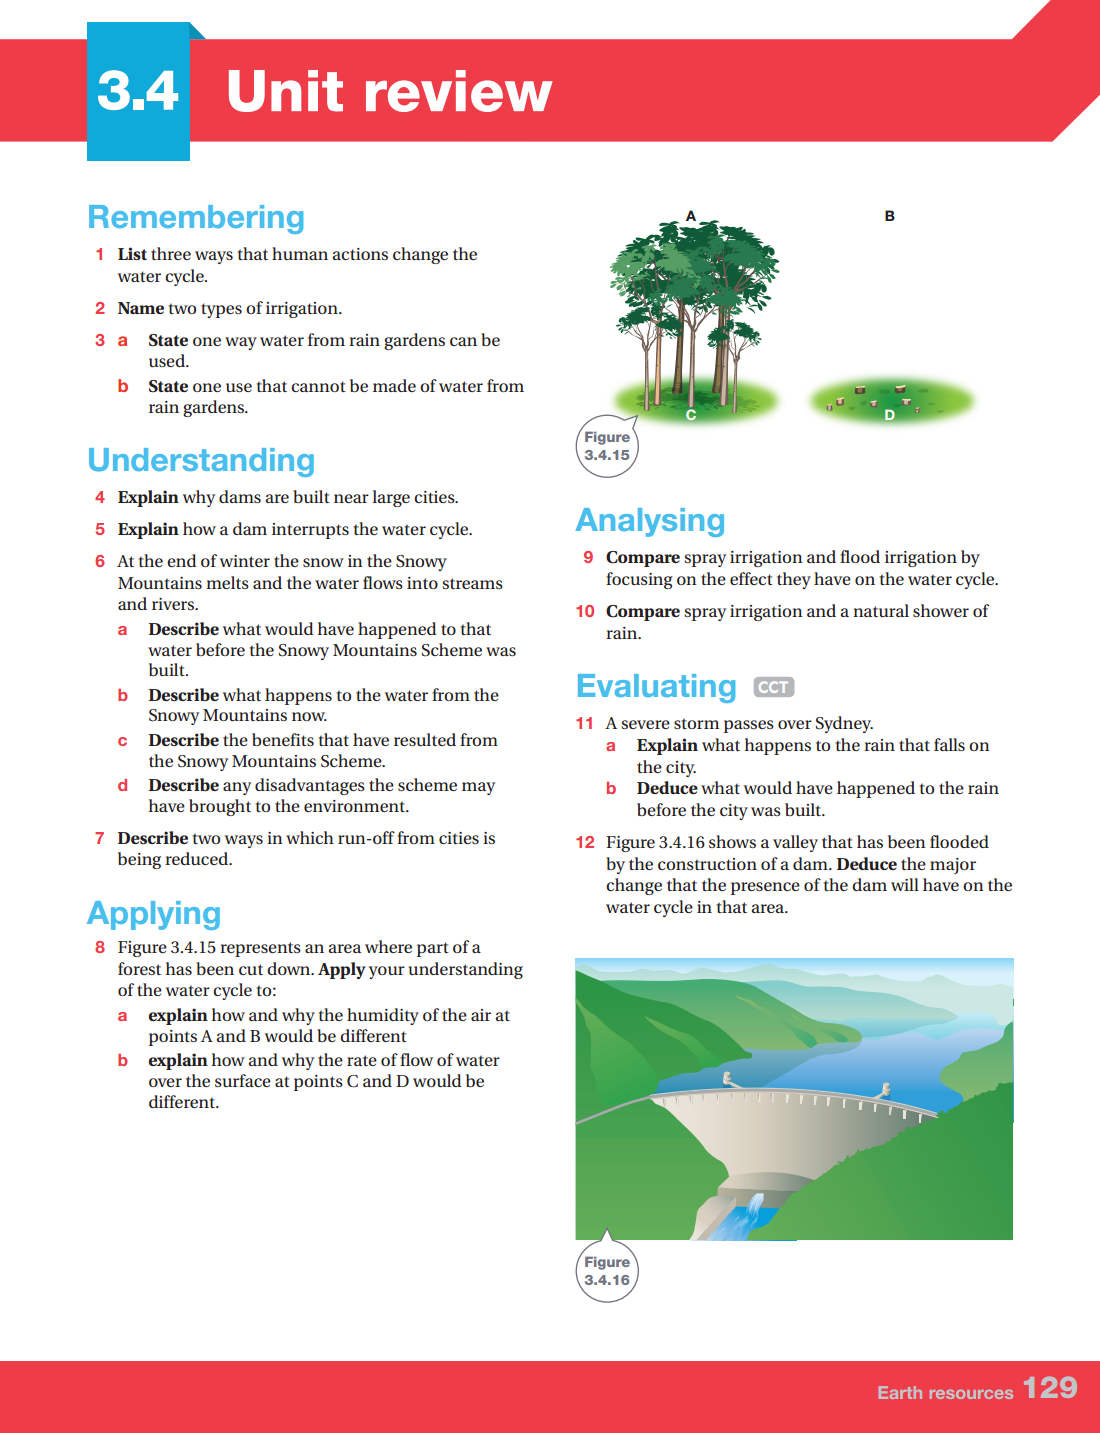 3.4 Unit review
Remembering
1 List three ways that human actions change the
water cycle.
2 Name two types of irrigation.
3 a State one way water from rain gardens can be
used.
b State one use that cannot be made of water from
rain gardens.
Understanding
4 Explain why dams are built near large cities.
5 Explain how a dam interrupts the water cycle.
6 At the end of winter the snow in the Snowy
Mountains melts and the water flows into streams
and rivers.
a Describe what would have happened to that
water before the Snowy Mountains Scheme was
built.
b Describe what happens to the water from the
Snowy Mountains now.
c Describe the benefits that have resulted from
the Snowy Mountains Scheme.
d Describe any disadvantages the scheme may
have brought to the environment.
7 Describe two ways in which run-off from cities is
being reduced.
Applying
8 Figure 3.4.15 represents an area where part of a
forest has been cut down. Apply your understanding
of the water cycle to:
a explain how and why the humidity of the air at
points A and B would be different
b explain how and why the rate of flow of water
over the surface at points C and D would be
different.
A B
C D
Figure
3.4.15
Analysing
9 Compare spray irrigation and flood irrigation by
focusing on the effect they have on the water cycle.
10 Compare spray irrigation and a natural shower of
rain.
Evaluating CCT
11 A severe storm passes over Sydney.
a Explain what happens to the rain that falls on
the city.
b Deduce what would have happened to the rain
before the city was built.
12 Figure 3.4.16 shows a valley that has been flooded
by the construction of a dam. Deduce the major
change that the presence of the dam will have on the
water cycle in that area.
Figure
3.4.16
Earth resources 129